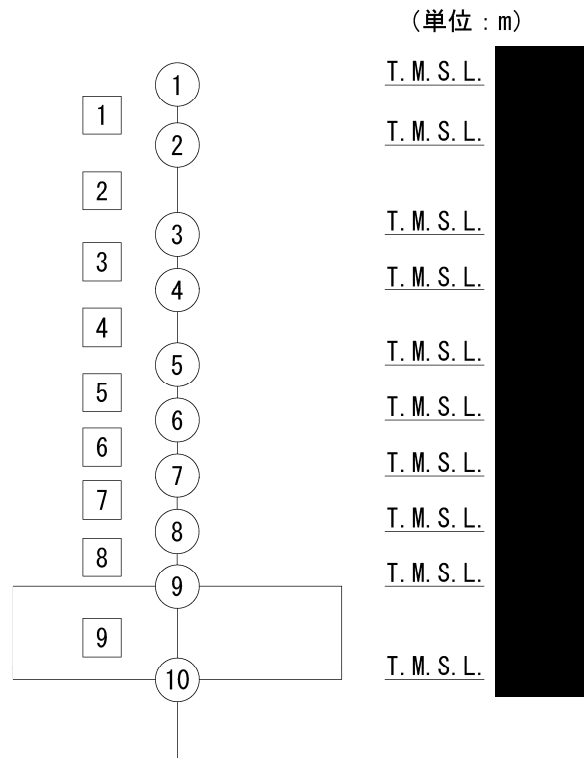 (単位:m)
1 T.M.S.L.
1
2 T.M.S.L.
2
3 T.M.S.L.
3
4 T.M.S.L.
4
5 T.M.S.L.
5
6 T.M.S.L.
6
7 T.M.S.L.
7
8 T.M.S.L.
8
9 T.M.S.L.
9
10 T.M.S.L.